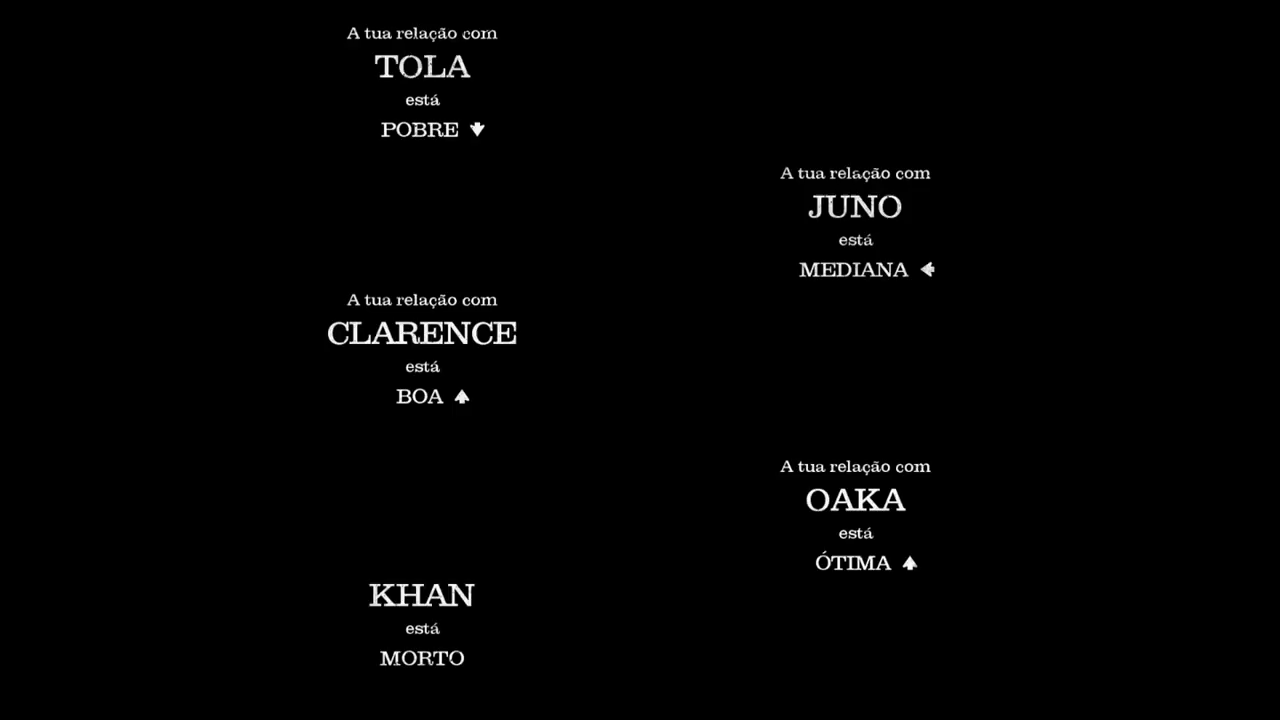 A tua relação com
TOLA
está
POBRE
A tua relação com
JUNO
está
MEDIANA
A tua relação com
CLARENCE
está
BOA
A tua relação com
OAKA
está
ÓTIMA
KHAN
está
MORTO